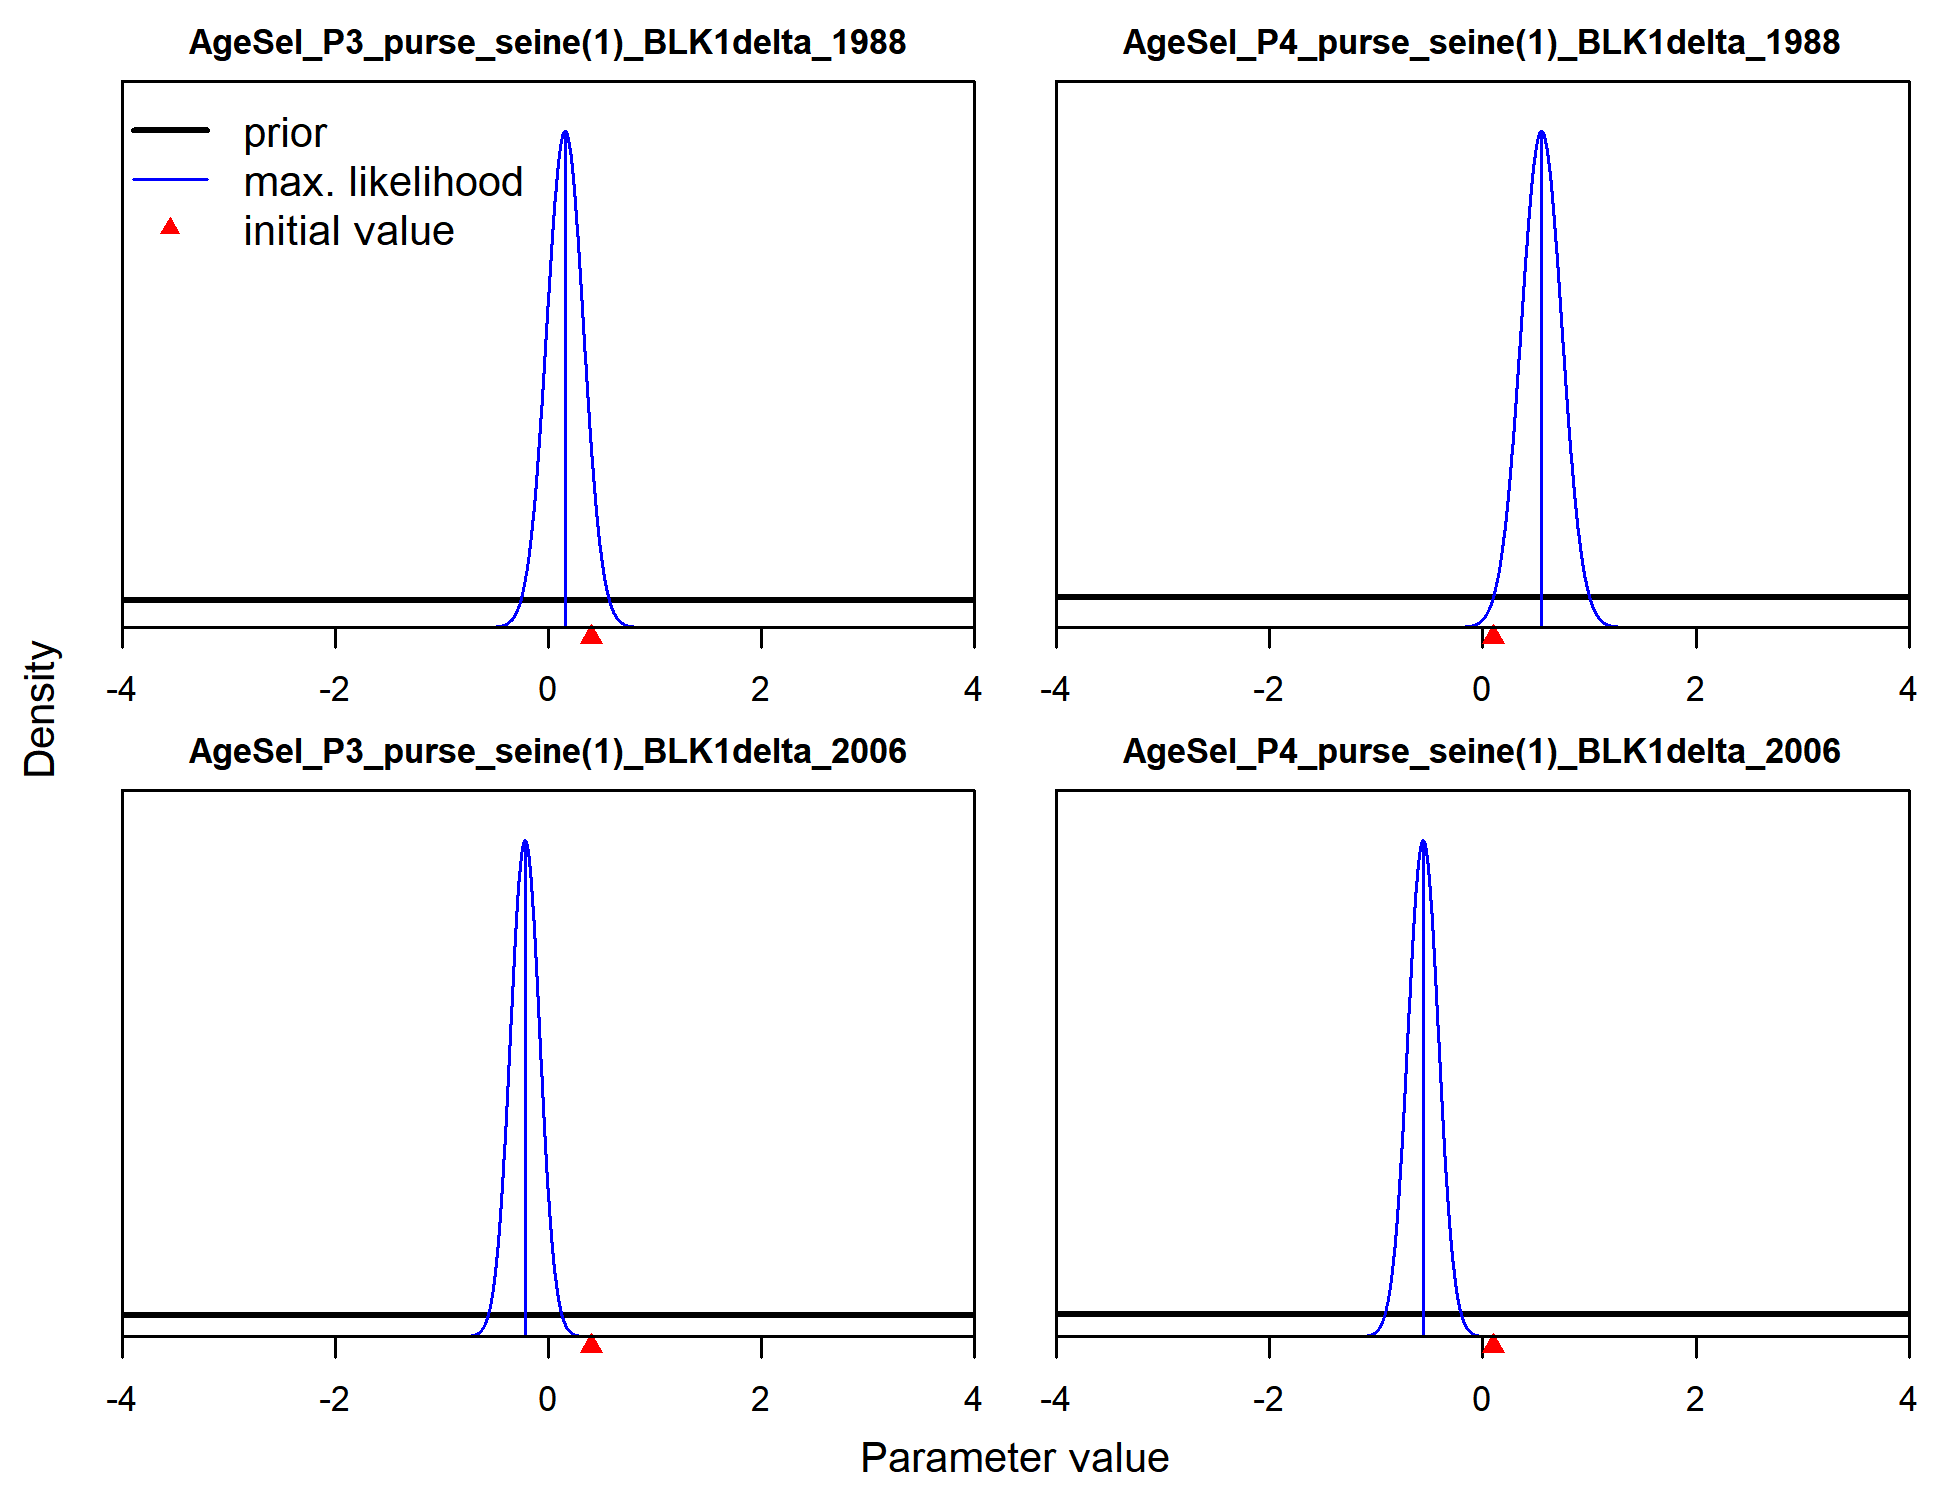 AgeSel_P3_purse_seine(1)_BLK1delta_1988
AgeSel_P4_purse_seine(1)_BLK1delta_1988
prior
max. likelihood
initial value
-4 -2 0 2 4
-4 -2 0 2 4
Density
AgeSel_P3_purse_seine(1)_BLK1delta_2006
AgeSel_P4_purse_seine(1)_BLK1delta_2006
-4 -2 0 2 4
-4 -2 0 2 4
Parameter value